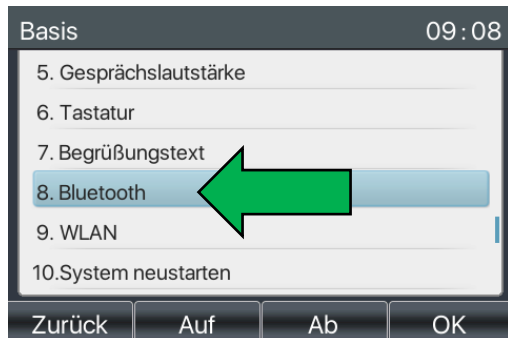 Basis 09:08
5. Gesprächslautstärke
6. Tastatur
7. Begrüßungstext
8. Bluetooth
9. WLAN
10.System neustarten
Zurück Auf Ab OK